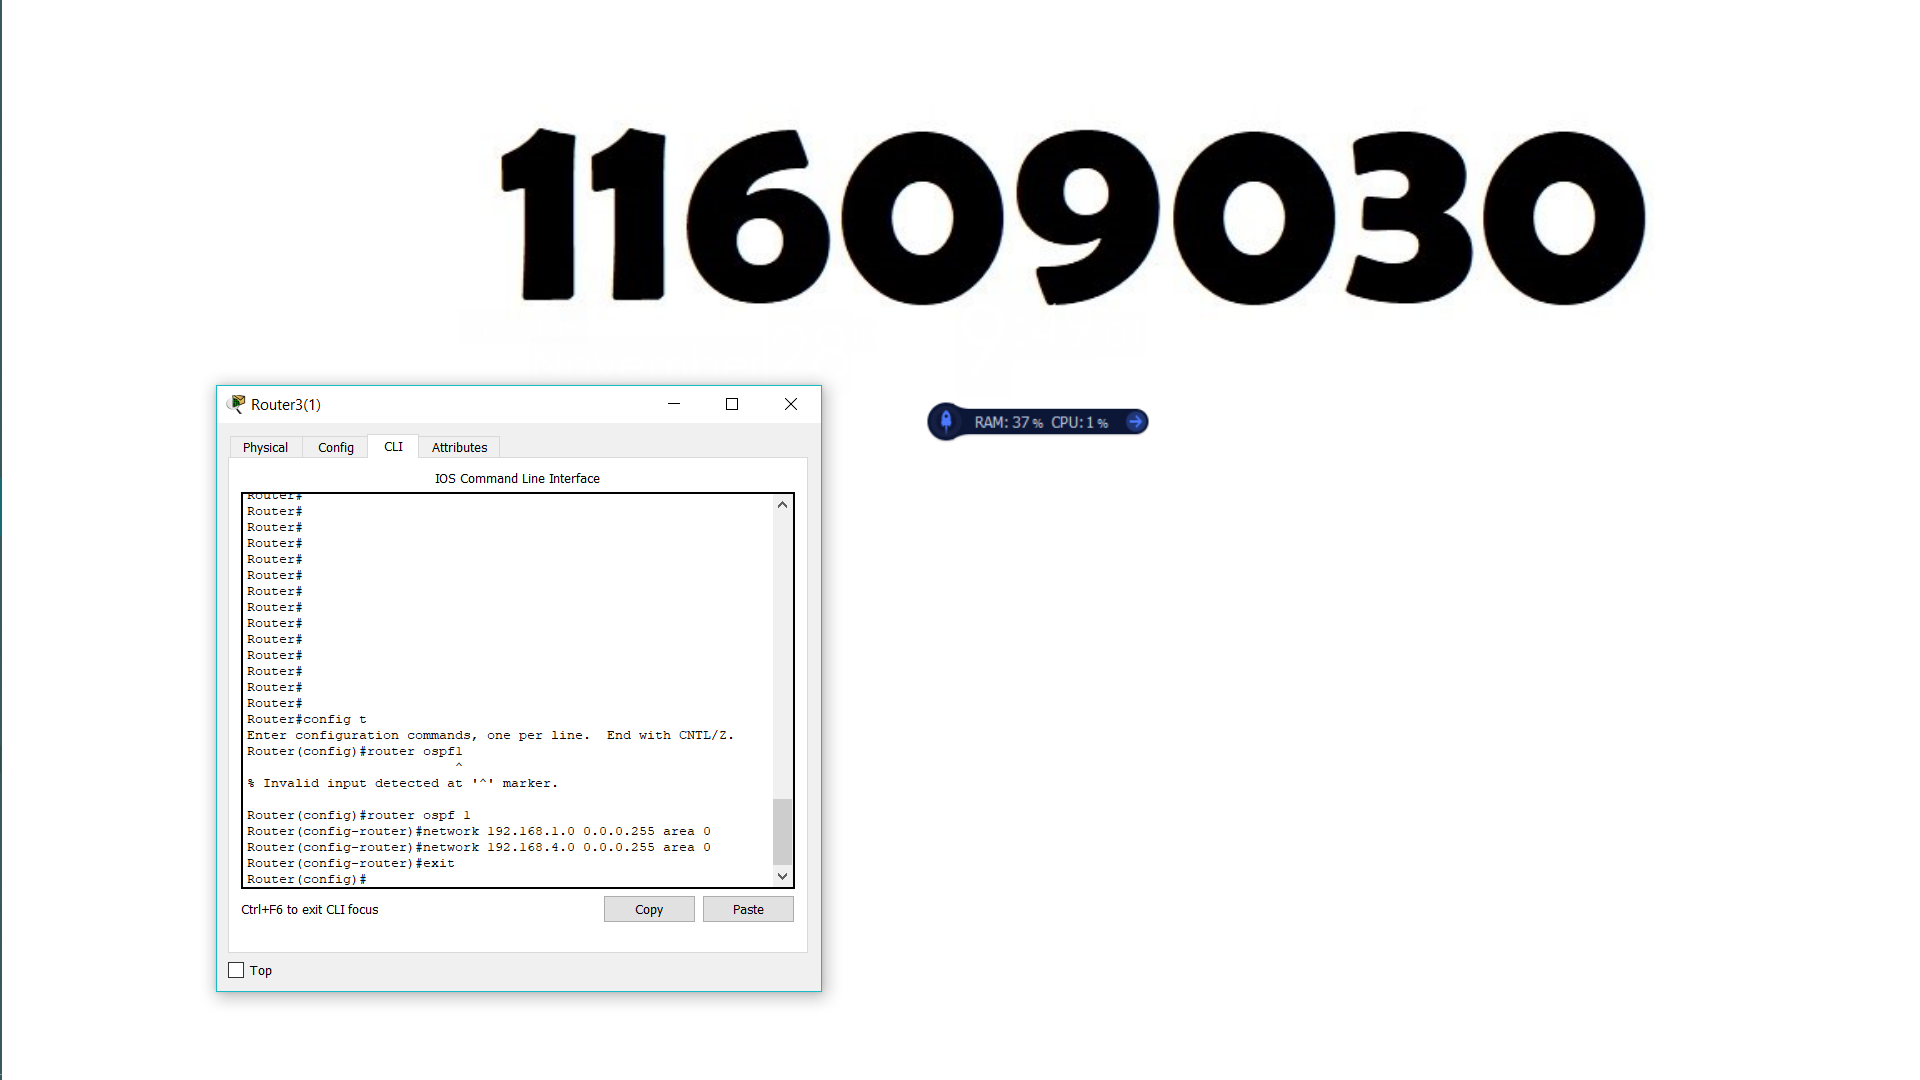 11609030
Router3(1)
RAM: 37 % CPU: 1 %
Physical Config CLI Attributes
IOS Command Line Interface
Router#
Router#
Router#
Router#
Router#
Router#
Router#
Router#
Router#
Router#
Router#
Router#
Router#
Router#
Router#config t
Enter configuration commands, one per line.  End with CNTL/Z.
Router(config)#router ospf1
^
% Invalid input detected at '^' marker.
Router(config)#router ospf 1
Router(config-router)#network 192.168.1.0 0.0.0.255 area 0
Router(config-router)#network 192.168.4.0 0.0.0.255 area 0
Router(config-router)#exit
Router(config)#
Ctrl+F6 to exit CLI focus
Copy Paste
Top